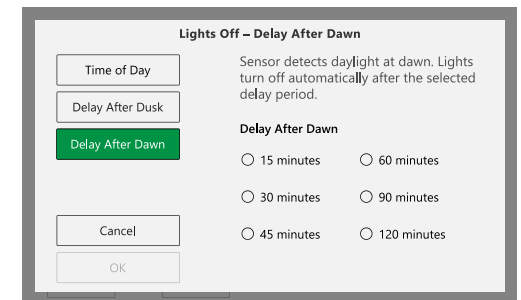 Lights Off – Delay After Dawn
Time of Day
Delay After Dusk
Delay After Dawn
Cancel
OK
Sensor detects daylight at dawn. Lights
turn off automatically after the selected
delay period.
Delay After Dawn
15 minutes
60 minutes
30 minutes
90 minutes
45 minutes
120 minutes